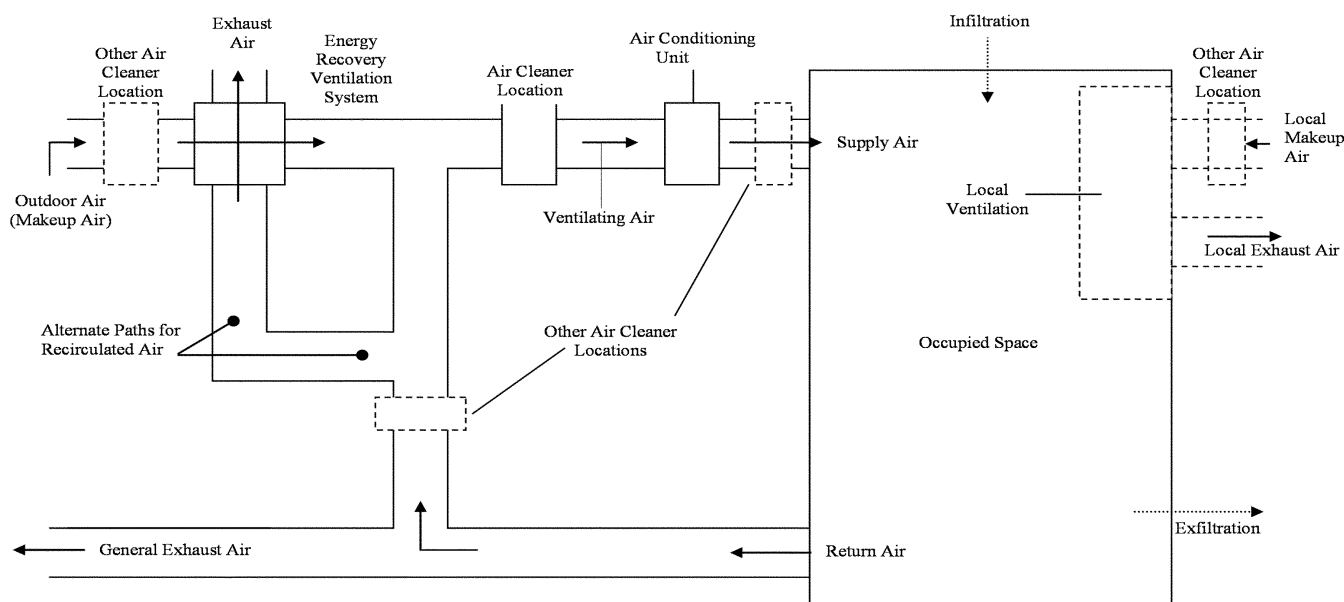 Exhaust
Air
Other Air
Cleaner
Location
Energy
Recovery
Ventilation
System
Air Cleaner
Location
Air Conditioning
Unit
Infiltration
Other Air
Cleaner
Location
Local
Makeup
Air
Supply Air
Outdoor Air
(Makeup Air)
Ventilating Air
Local
Ventilation
Local Exhaust Air
Alternate Paths for
Recirculated Air
Other Air Cleaner
Locations
Occupied Space
General Exhaust Air
Return Air
Exfiltration